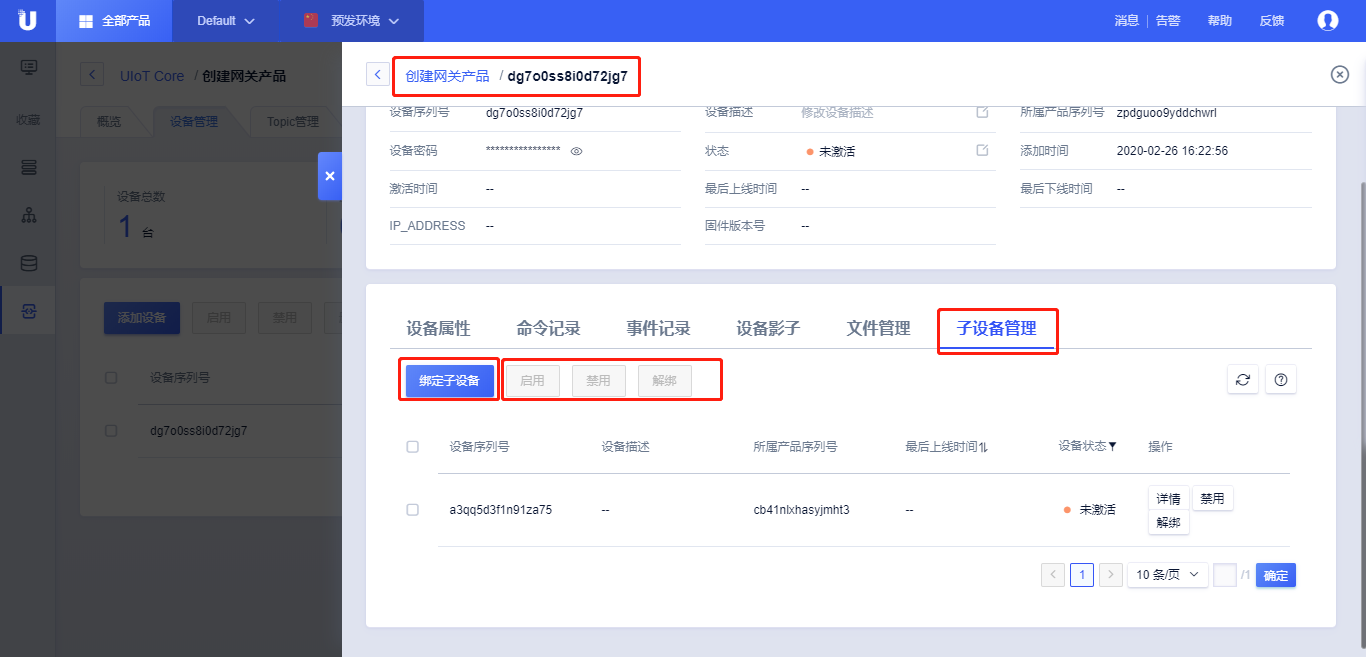 U 全部产品 Default 预发环境 消息 告警 帮助 反馈
UIoT Core / 创建网关产品
创建网关产品 / dg7o0ss8i0d72jg7
收藏
概览 设备管理 Topic管理
设备总数
1 台
添加设备 启用 禁用
设备序列号
dg7o0ss8i0d72jg7
设备序列号 dg7o0ss8i0d72jg7 设备描述 修改设备描述 所属产品序列号 zpdguoo9yddchwrl
设备密码 **************** 状态 未激活 添加时间 2020-02-26 16:22:56
激活时间 -- 最后上线时间 -- 最后下线时间 --
IP_ADDRESS -- 固件版本号 --
设备属性 命令记录 事件记录 设备影子 文件管理 子设备管理
绑定子设备 启用 禁用 解绑
设备序列号 设备描述 所属产品序列号 最后上线时间 设备状态 操作
a3qq5d3f1n91za75 -- cb41nlxhasyjmht3 -- 未激活 详情 禁用
解绑
< 1 > 10 条/页 /1 确定